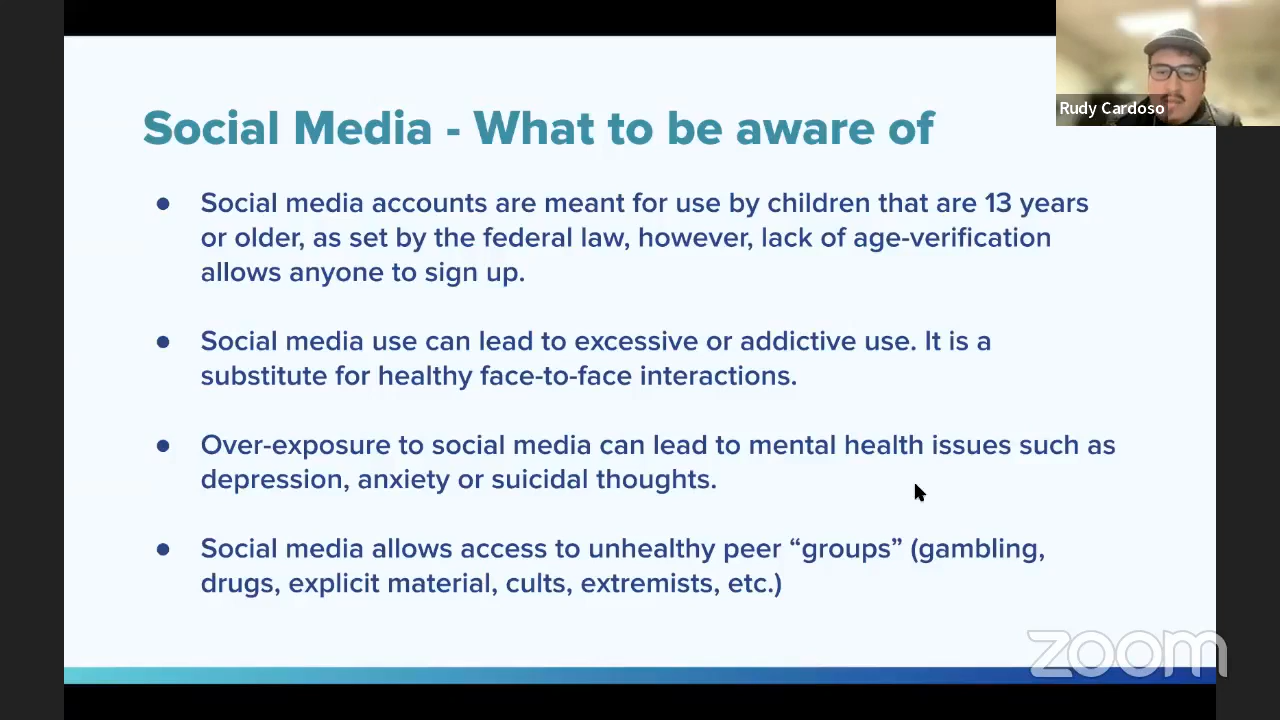 Rudy Cardoso
Social Media - What to be aware of
● Social media accounts are meant for use by children that are 13 years
or older, as set by the federal law, however, lack of age-verification
allows anyone to sign up.
● Social media use can lead to excessive or addictive use. It is a
substitute for healthy face-to-face interactions.
● Over-exposure to social media can lead to mental health issues such as
depression, anxiety or suicidal thoughts.
● Social media allows access to unhealthy peer “groups” (gambling,
drugs, explicit material, cults, extremists, etc.)
zoom